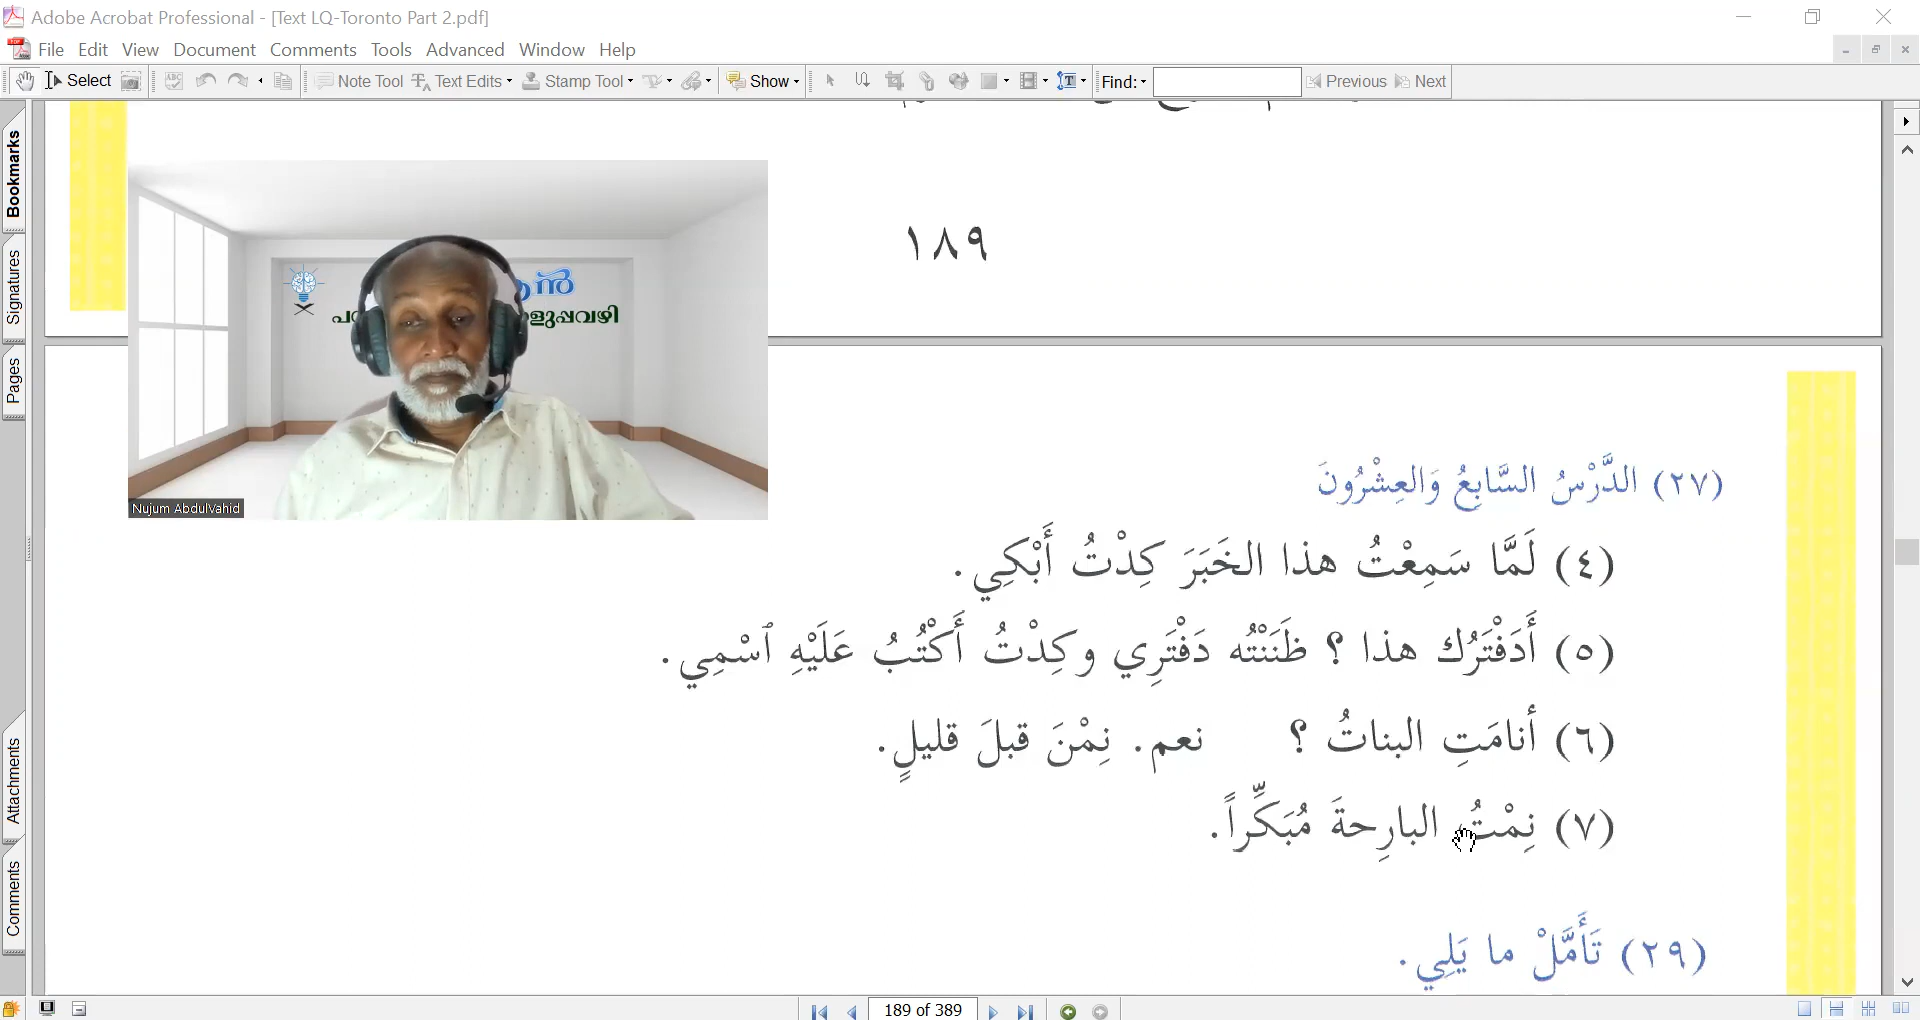 Adobe Acrobat Professional - [Text LQ-Toronto Part 2.pdf]
File Edit View Document Comments Tools Advanced Window Help
Select Note Tool Text Edits Stamp Tool Show Find: Previous Next
Bookmarks
Signatures
Pages
Attachments
Comments
١٨٩
ളുപ്പവഴി
Nujum AbdulVahid
(٢٧) الدَّرْسُ السَّابِعُ وَالعِشْرُونَ
(٤) لَمَّا سَمِعْتُ هذا الخَبَرَ كِدْتُ أَبْكِي.
(٥) أَدَفْتَرُك هذا ؟ ظَنَنْتُه دَفْتَرِي وكِدْتُ أَكْتُبُ عَلَيْهِ ٱسْمِي.
(٦) أنامَتِ البناتُ ؟ نعم. نِمْنَ قبلَ قليلٍ.
(٧) نِمْتُ البارِحةَ مُبَكِّراً.
(٢٩) تَأَمَّلْ ما يَلِي.
189 of 389